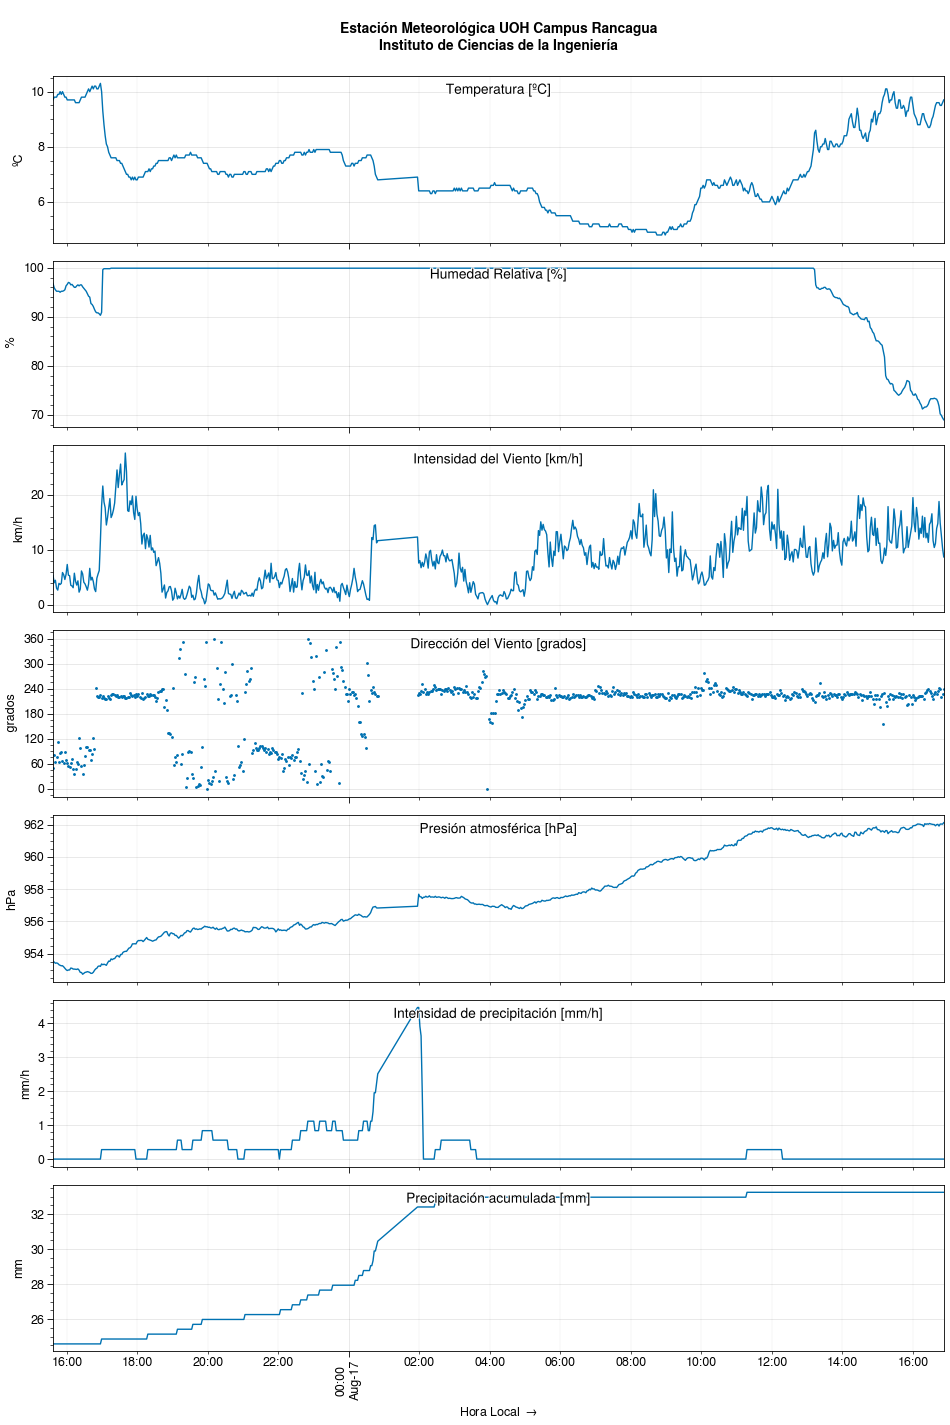 Estación Meteorológica UOH Campus Rancagua
Instituto de Ciencias de la Ingeniería
Temperatura [ºC]
10
8
6
ºC
Humedad Relativa [%]
100
90
80
70
%
Intensidad del Viento [km/h]
20
10
0
km/h
Dirección del Viento [grados]
360
300
240
180
120
60
0
grados
Presión atmosférica [hPa]
962
960
958
956
954
hPa
Intensidad de precipitación [mm/h]
4
3
2
1
0
mm/h
Precipitación acumulada [mm]
32
30
28
26
mm
16:00 18:00 20:00 22:00 00:00 02:00 04:00 06:00 08:00 10:00 12:00 14:00 16:00
Aug-17
Hora Local →